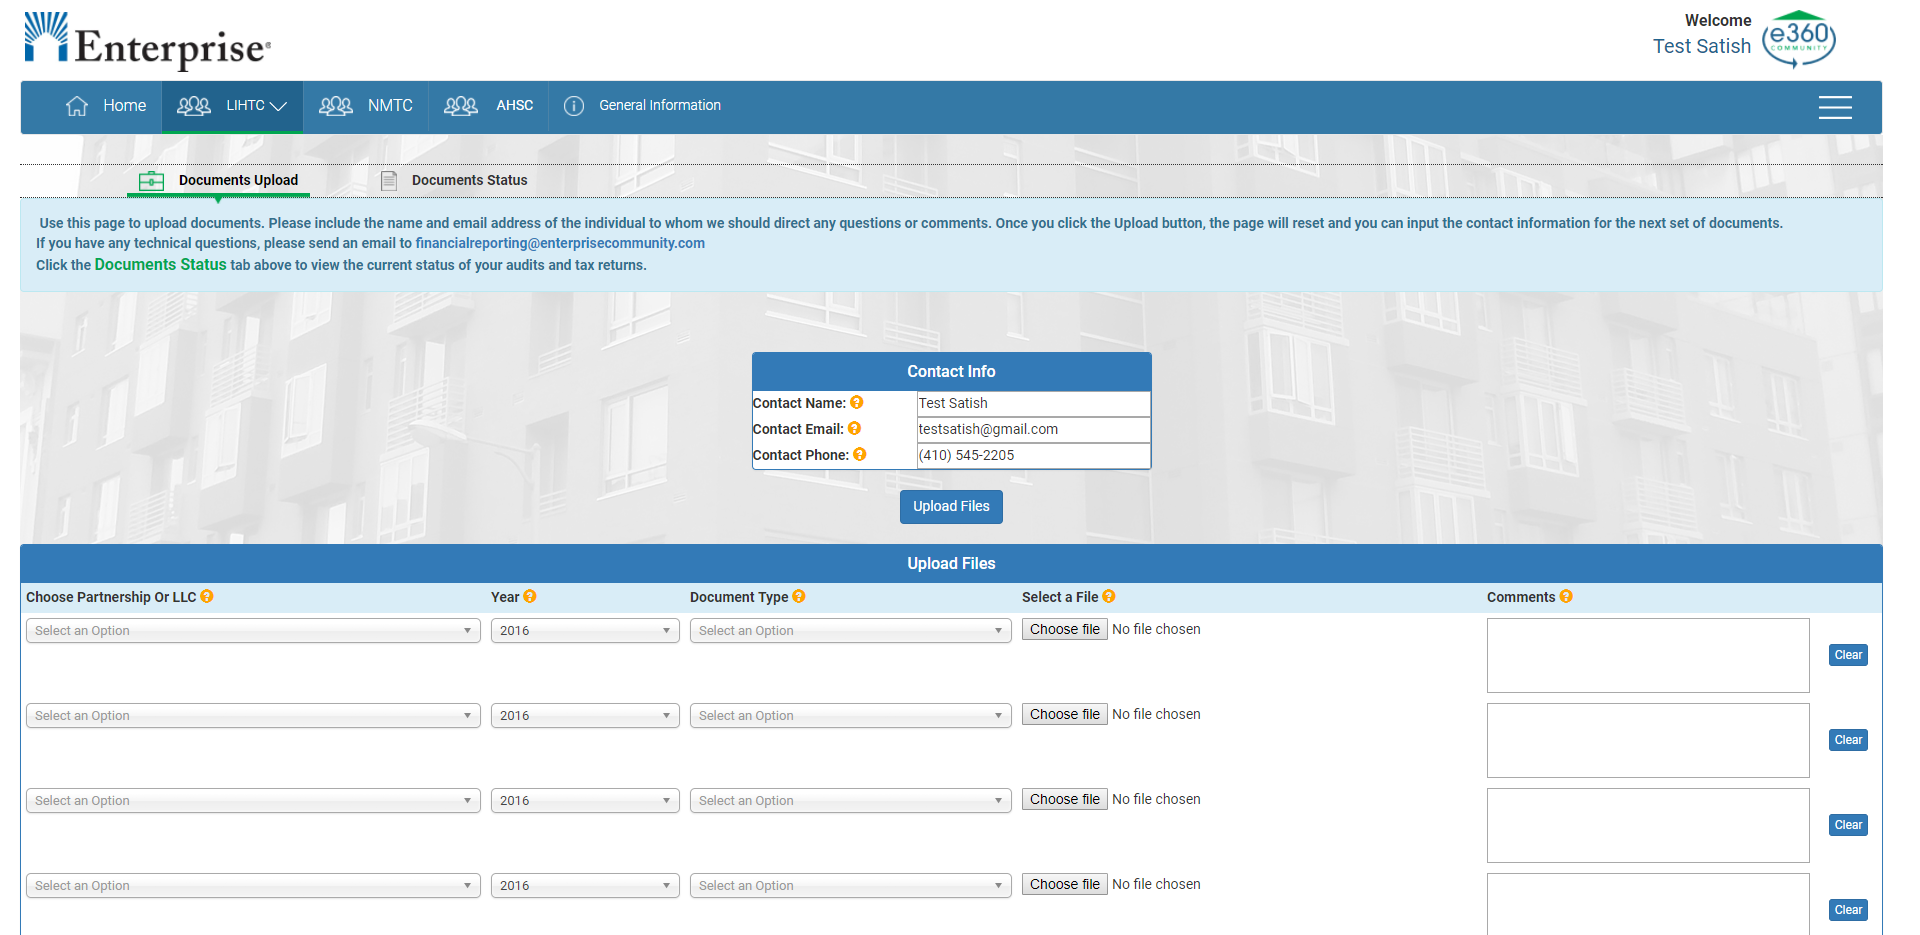 Enterprise®
Welcome
Test Satish
e360
COMMUNITY
Home
LIHTC
NMTC
AHSC
General Information
Documents Upload
Documents Status
Use this page to upload documents. Please include the name and email address of the individual to whom we should direct any questions or comments. Once you click the Upload button, the page will reset and you can input the contact information for the next set of documents.
If you have any technical questions, please send an email to financialreporting@enterprisecommunity.com
Click the Documents Status tab above to view the current status of your audits and tax returns.
Contact Info
Contact Name: Test Satish
Contact Email: testsatish@gmail.com
Contact Phone: (410) 545-2205
Upload Files
Upload Files
Choose Partnership Or LLC Year Document Type Select a File Comments
Select an Option 2016 Select an Option Choose file No file chosen
Clear
Select an Option 2016 Select an Option Choose file No file chosen
Clear
Select an Option 2016 Select an Option Choose file No file chosen
Clear
Select an Option 2016 Select an Option Choose file No file chosen
Clear